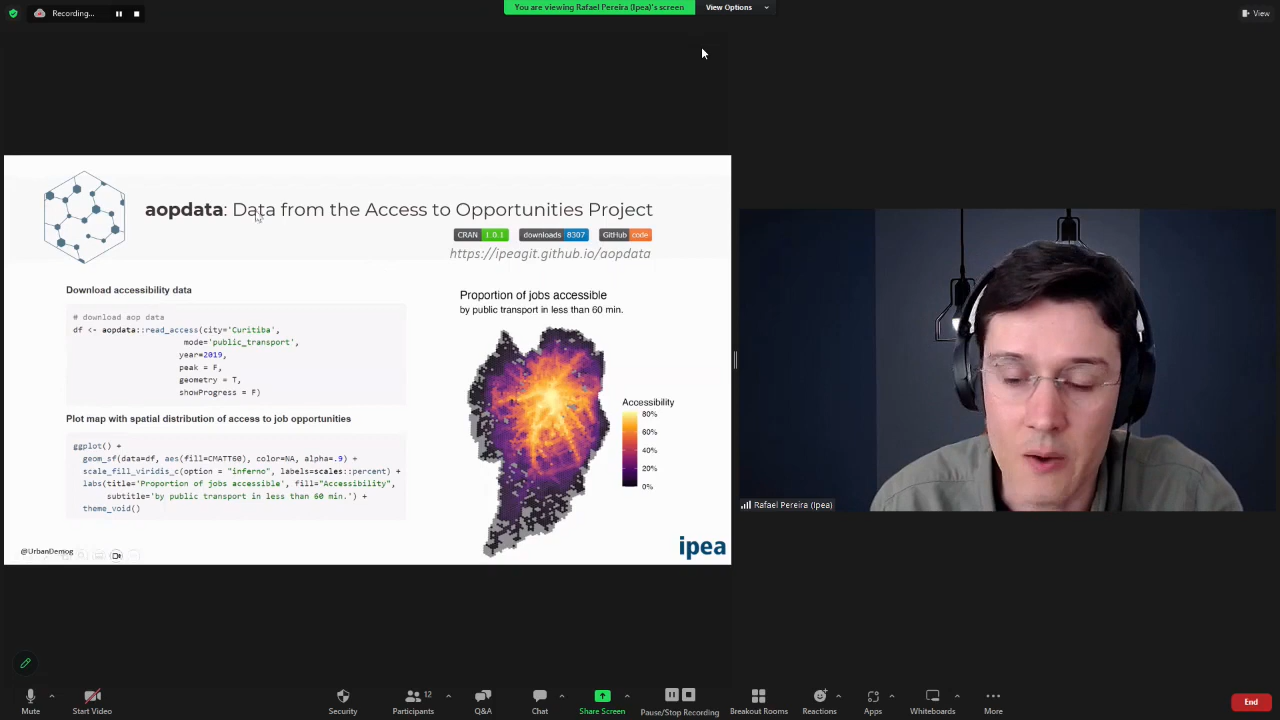 Recording...
You are viewing Rafael Pereira (Ipea)'s screen
View Options
View
aopdata: Data from the Access to Opportunities Project
CRAN 1.0.1 downloads 8307 GitHub code
https://ipeagit.github.io/aopdata
Download accessibility data
# download aop data
df <- aopdata::read_access(city='Curitiba',
mode='public_transport',
year=2019,
peak = F,
geometry = T,
showProgress = F)
Plot map with spatial distribution of access to job opportunities
ggplot() +
geom_sf(data=df, aes(fill=CMATT60), color=NA, alpha=.9) +
scale_fill_viridis_c(option = "inferno", labels=scales::percent) +
labs(title='Proportion of jobs accessible', fill="Accessibility",
subtitle='by public transport in less than 60 min.') +
theme_void()
Proportion of jobs accessible
by public transport in less than 60 min.
Accessibility
80%
60%
40%
20%
0%
@UrbanDemog
ipea
Rafael Pereira (Ipea)
Mute
Start Video
Security
Participants 12
Q&A
Chat
Share Screen
Pause/Stop Recording
Breakout Rooms
Reactions
Apps
Whiteboards
More
End